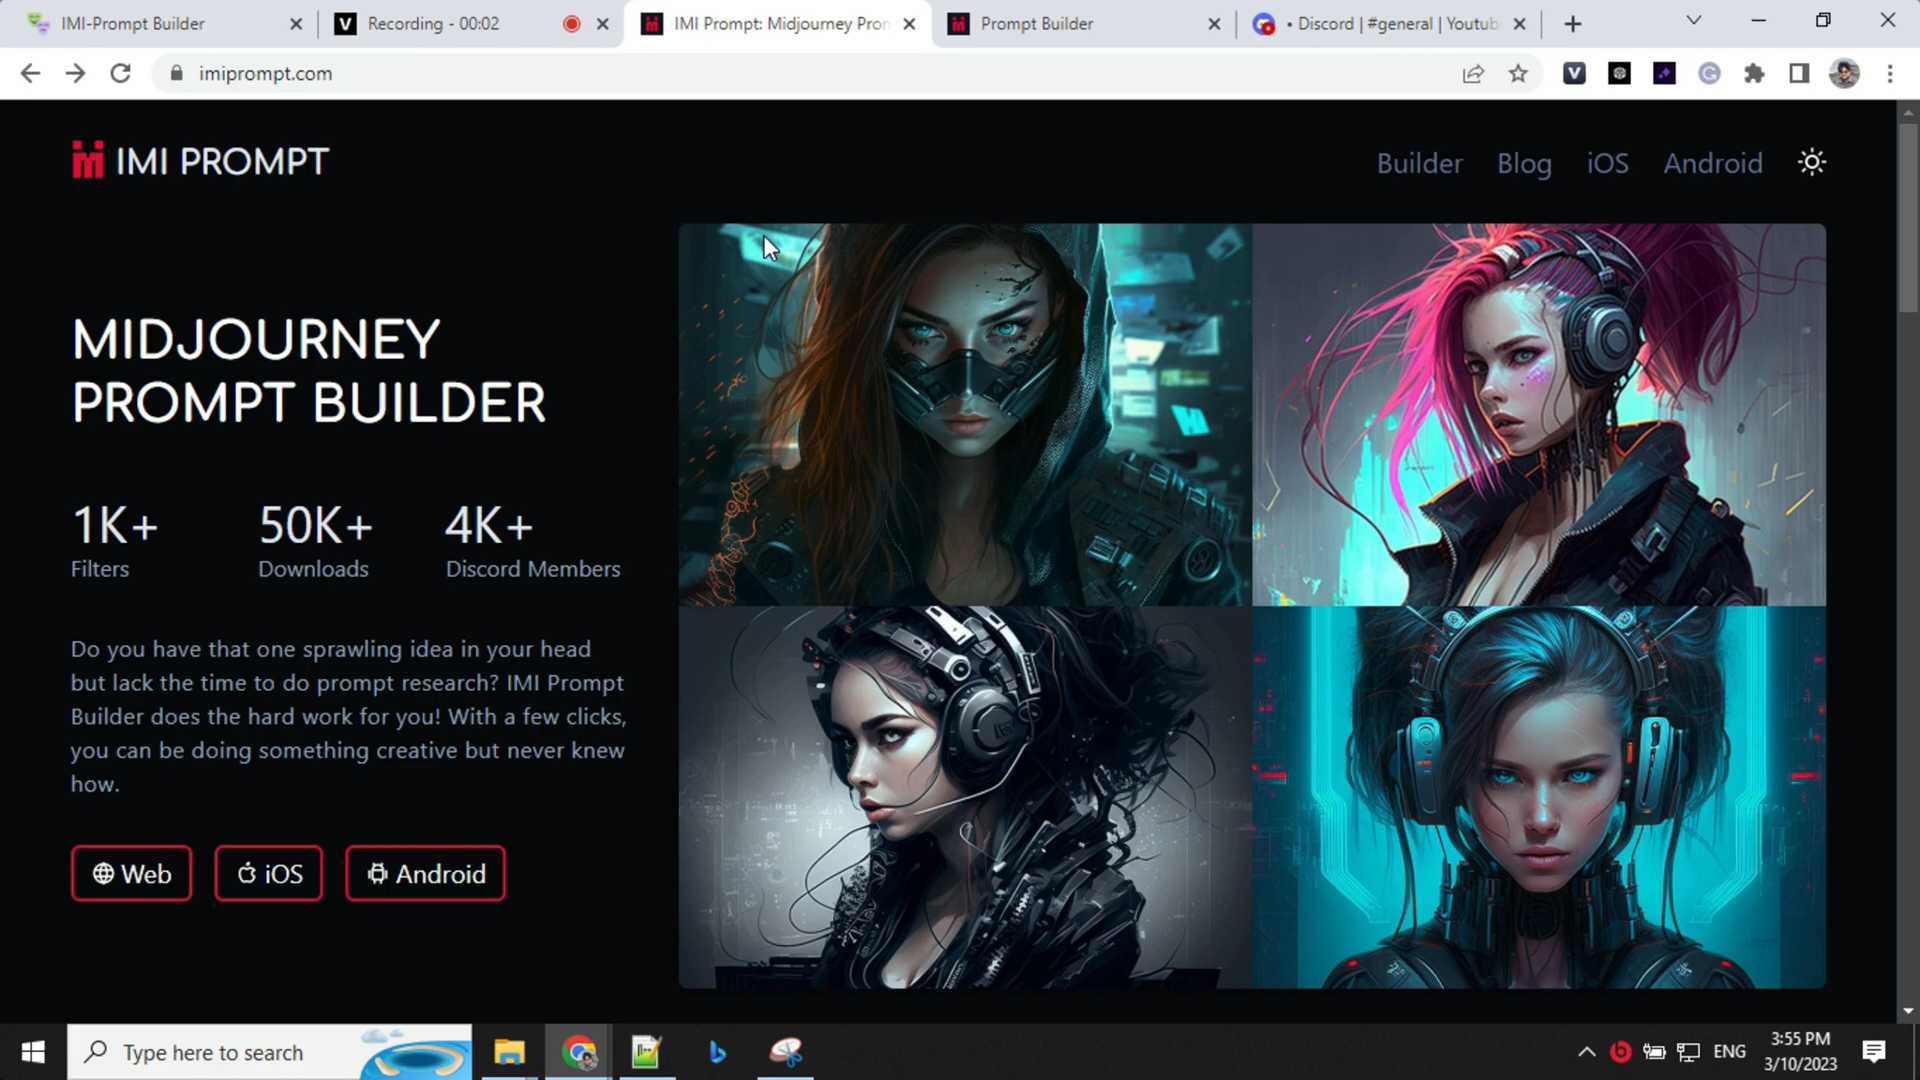 IMI-Prompt Builder
Recording - 00:02
IMI Prompt: Midjourney Pron
Prompt Builder
• Discord | #general | Youtub
imiprompt.com
IMI PROMPT
Builder Blog iOS Android
MIDJOURNEY
PROMPT BUILDER
1K+ 50K+ 4K+
Filters Downloads Discord Members
Do you have that one sprawling idea in your head
but lack the time to do prompt research? IMI Prompt
Builder does the hard work for you! With a few clicks,
you can be doing something creative but never knew
how.
Web iOS Android
Type here to search
ENG
3:55 PM
3/10/2023